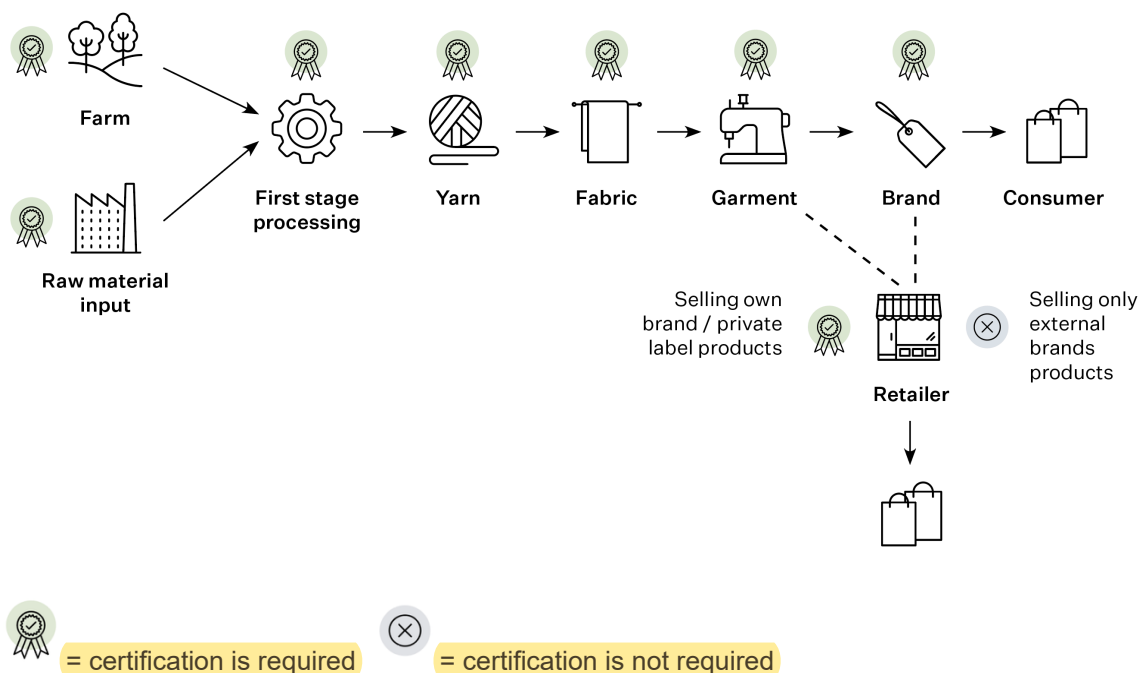 Farm
Raw material
input
First stage
processing
Yarn
Fabric
Garment
Brand
Consumer
Selling own
brand / private
label products
Selling only
external
brands
products
Retailer
= certification is required
= certification is not required